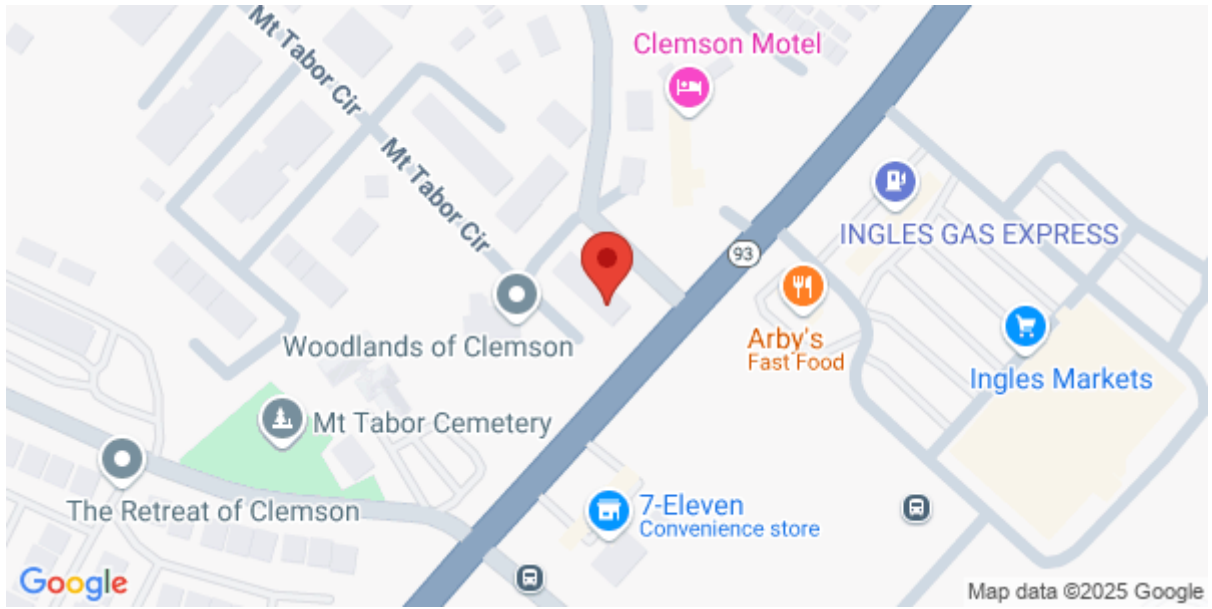 Mt Tabor Cir
Clemson Motel
Mt Tabor Cir
INGLES GAS EXPRESS
93
Arby's
Fast Food
Woodlands of Clemson
Ingles Markets
Mt Tabor Cemetery
The Retreat of Clemson
7-Eleven
Convenience store
Google
Map data ©2025 Google